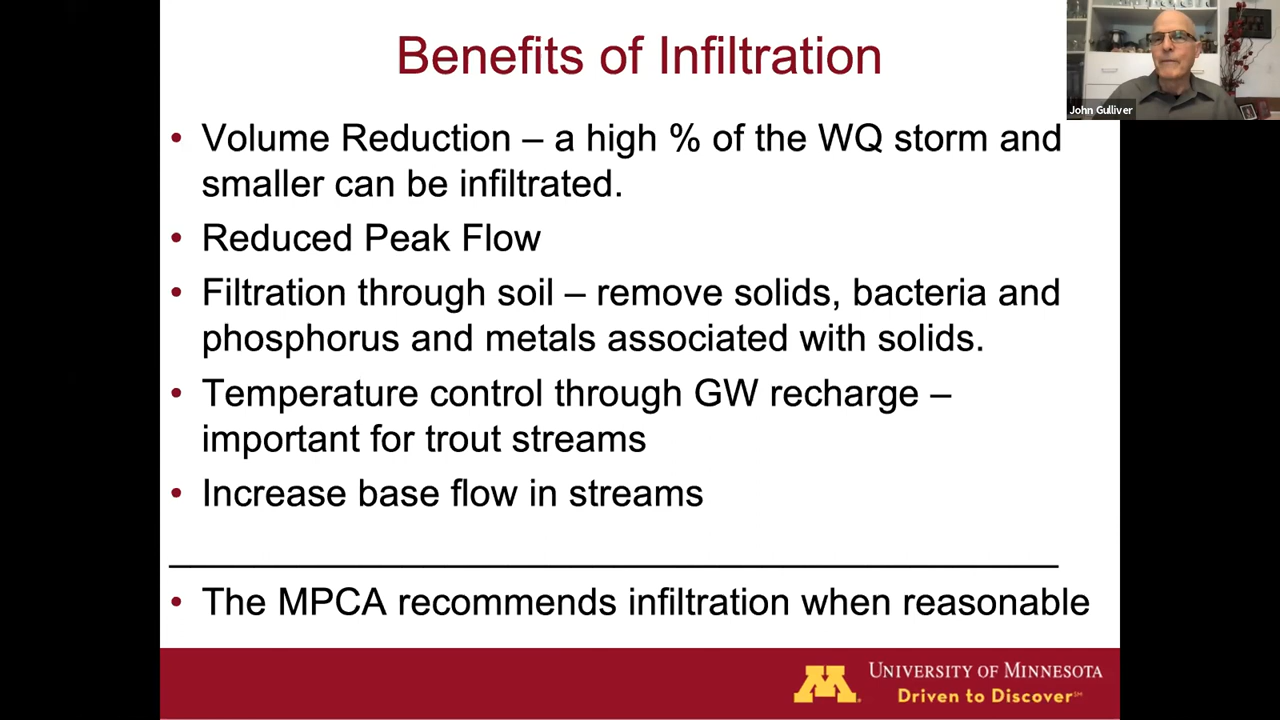 Benefits of Infiltration
John Gulliver
• Volume Reduction – a high % of the WQ storm and
smaller can be infiltrated.
• Reduced Peak Flow
• Filtration through soil – remove solids, bacteria and
phosphorus and metals associated with solids.
• Temperature control through GW recharge –
important for trout streams
• Increase base flow in streams
• The MPCA recommends infiltration when reasonable
M
UNIVERSITY OF MINNESOTA
Driven to Discover℠